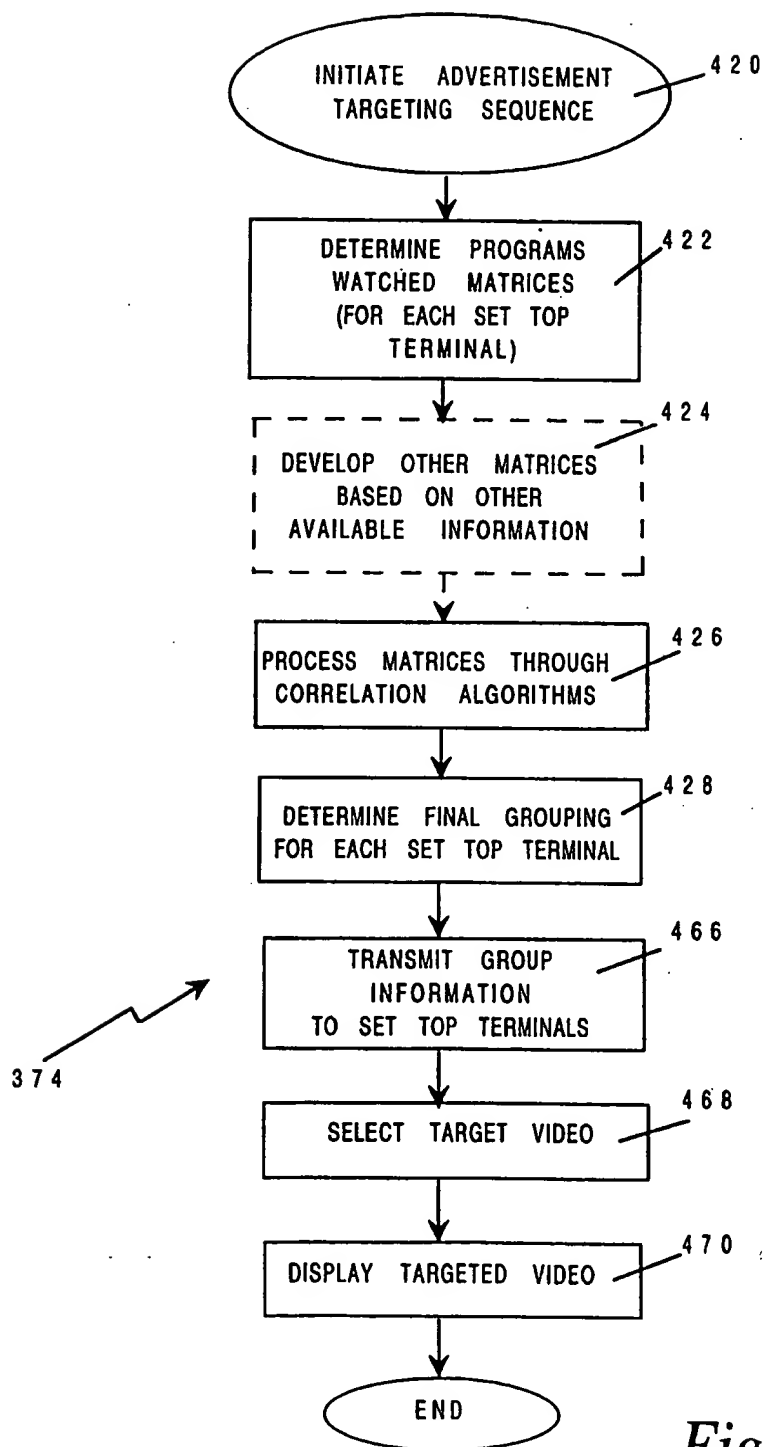 INITIATE ADVERTISEMENT
TARGETING SEQUENCE
420
DETERMINE PROGRAMS
WATCHED MATRICES
(FOR EACH SET TOP
TERMINAL)
422
DEVELOP OTHER MATRICES
BASED ON OTHER
AVAILABLE INFORMATION
424
PROCESS MATRICES THROUGH
CORRELATION ALGORITHMS
426
DETERMINE FINAL GROUPING
FOR EACH SET TOP TERMINAL
428
TRANSMIT GROUP
INFORMATION
TO SET TOP TERMINALS
466
374
SELECT TARGET VIDEO
468
DISPLAY TARGETED VIDEO
470
END
Fig